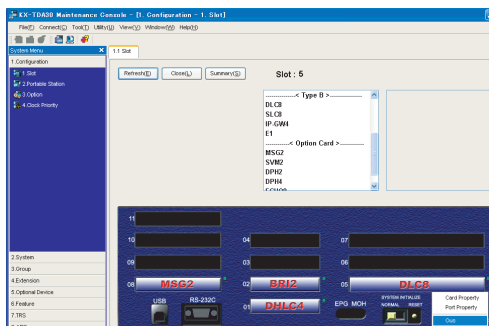 KX-TDA30 Maintenance Console - [1. Configuration - 1. Slot]
File(F) Connect(C) Tool(T) Utility(U) View(V) Window(W) Help(H)
System Menu
1.1 Slot
1.Configuration
1.Slot
2.Portable Station
3.Option
4.Clock Priority
Refresh(E) Close(L) Summary(S) Slot : 5
< Type B >
DLC8
SLC8
IP-GW4
E1
< Option Card >
MSG2
SVM2
DPH2
DPH4
11
10 04 07
09 03 06
08 MSG2 02 BRI2 05 DLC8
USB RS-232C 01 DHLC4 EPG MOH SYSTEM INITIALIZE
NORMAL RESET
Card Property
Port Property
Ous
2.System
3.Group
4.Extension
5.Optional Device
6.Feature
7.TRS